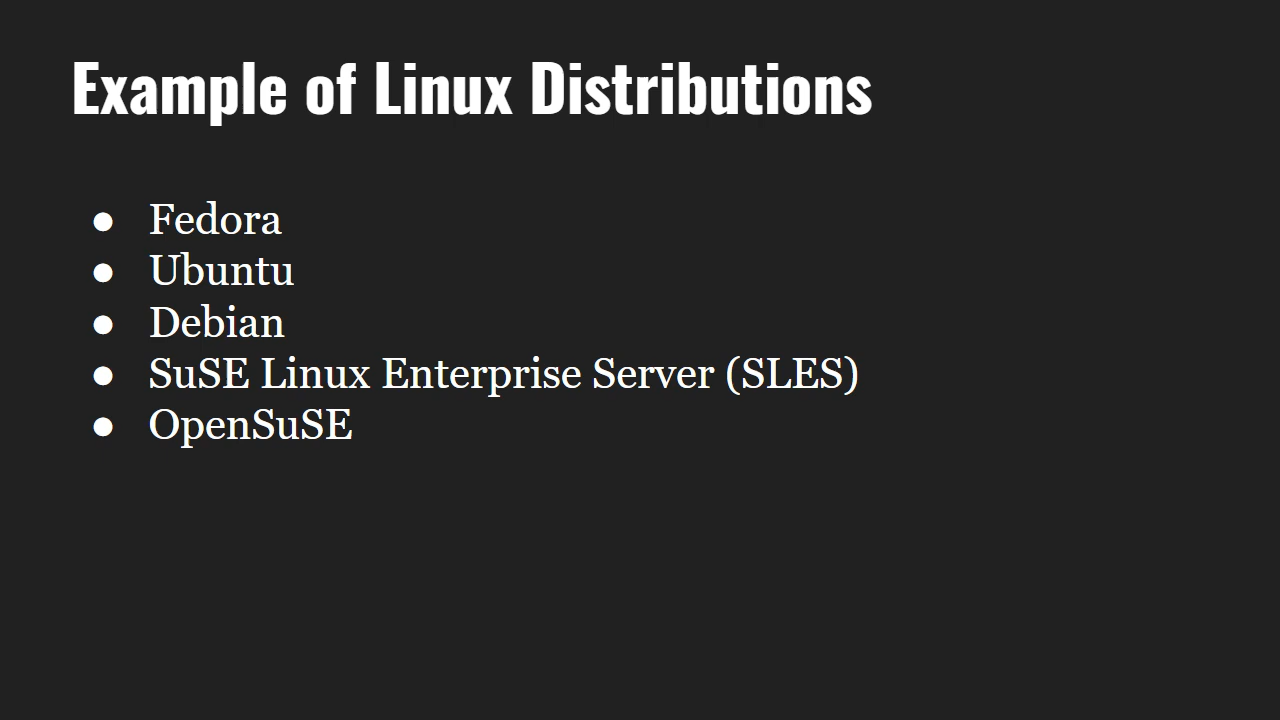 Example of Linux Distributions
● Fedora
● Ubuntu
● Debian
● SuSE Linux Enterprise Server (SLES)
● OpenSuSE